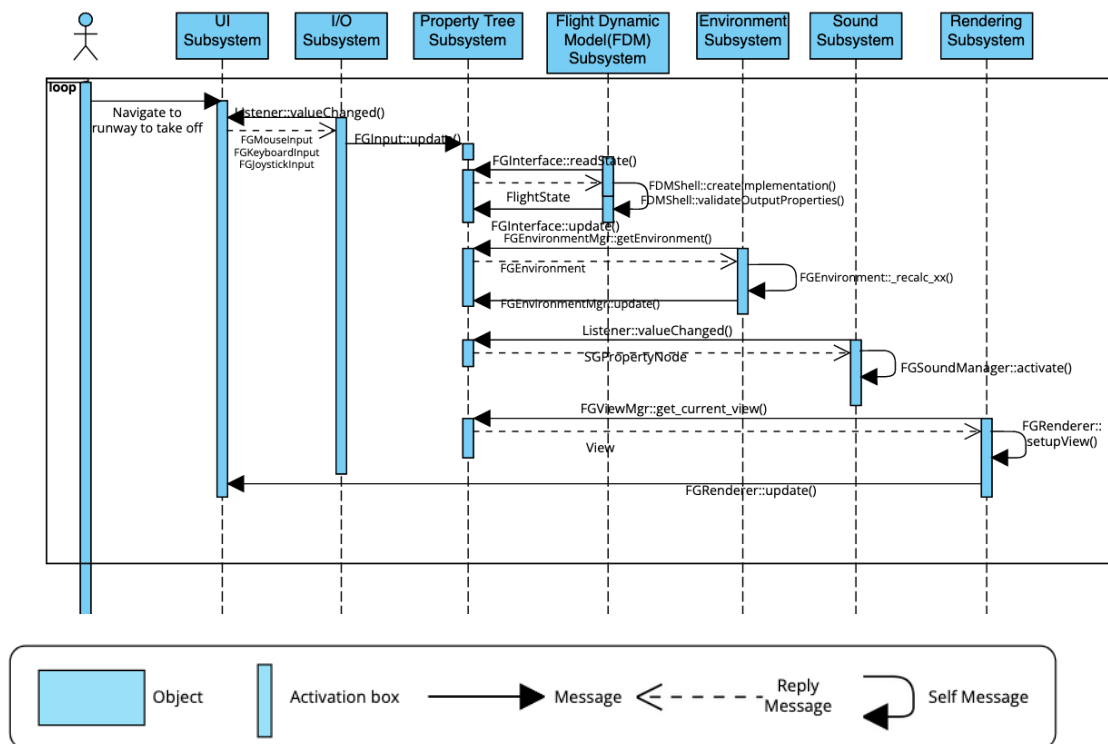 UI
Subsystem
I/O
Subsystem
Property Tree
Subsystem
Flight Dynamic
Model(FDM)
Subsystem
Environment
Subsystem
Sound
Subsystem
Rendering
Subsystem
loop
Navigate to
runway to take off
Listener::valueChanged()
FGMouseInput
FGKeyboardInput
FGJoystickInput
FGInput::update()
FGInterface::readState()
FDMShell::createImplementation()
FlightState
FDMShell::validateOutputProperties()
FGInterface::update()
FGEnvironmentMgr::getEnvironment()
FGEnvironment
FGEnvironment::_recalc_xx()
FGEnvironmentMgr::update()
Listener::valueChanged()
SGPropertyNode
FGSoundManager::activate()
FGViewMgr::get_current_view()
View
FGRenderer::
setupView()
FGRenderer::update()
Object
Activation box
Message
Reply
Message
Self Message